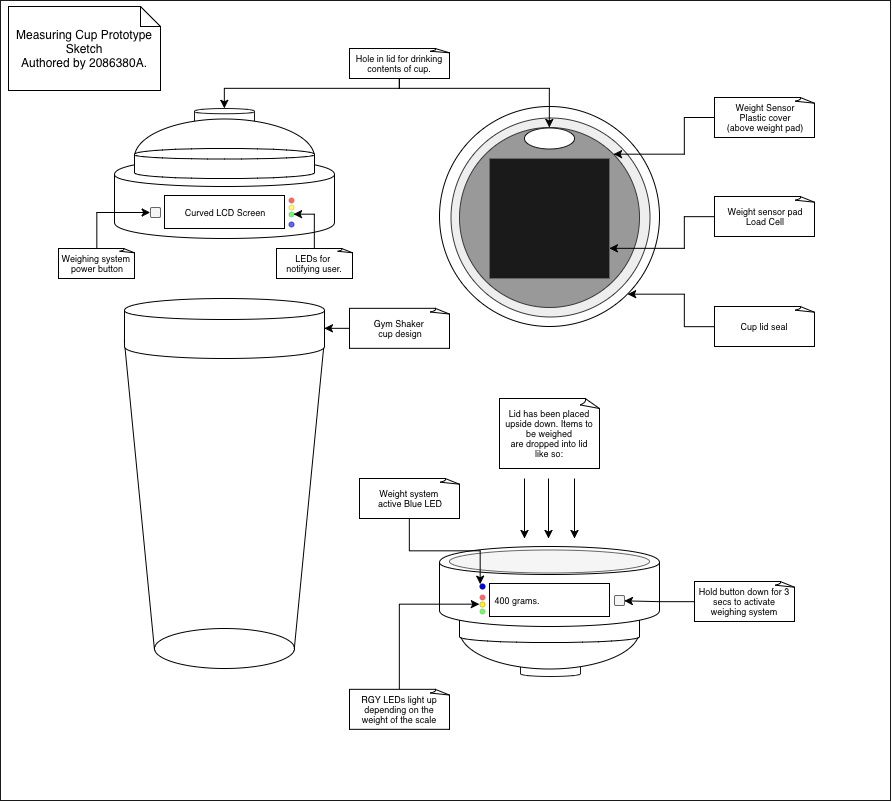 Measuring Cup Prototype
Sketch
Authored by 2086380A.
Hole in lid for drinking
contents of cup.
Weight Sensor
Plastic cover
(above weight pad)
Curved LCD Screen
Weight sensor pad
Load Cell
Weighing system
power button
LEDs for
notifying user.
Gym Shaker
cup design
Cup lid seal
Lid has been placed
upside down. Items to
be weighed
are dropped into lid
like so:
Weight system
active Blue LED
400 grams.
Hold button down for 3
secs to activate
weighing system
RGY LEDs light up
depending on the
weight of the scale